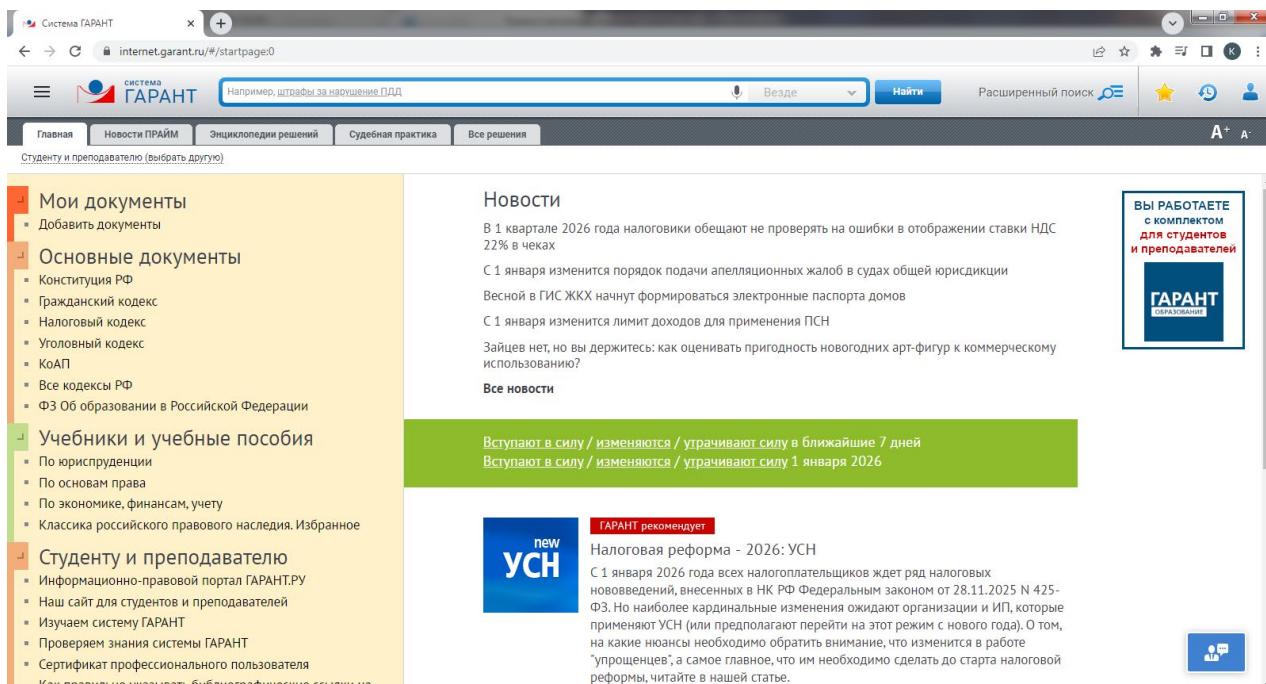 Система ГАРАНТ
internet.garant.ru/#/startpage:0
K
система
ГАРАНТ
Например, штрафы за нарушение ПДД
Везде
Найти
Расширенный поиск
Главная
Новости ПРАЙМ
Энциклопедии решений
Судебная практика
Все решения
A+ A-
Студенту и преподавателю (выбрать другую)
Мои документы
Добавить документы
Основные документы
Конституция РФ
Гражданский кодекс
Налоговый кодекс
Уголовный кодекс
КоАП
Все кодексы РФ
ФЗ Об образовании в Российской Федерации
Учебники и учебные пособия
По юриспруденции
По основам права
По экономике, финансам, учету
Классика российского правового наследия. Избранное
Студенту и преподавателю
Информационно-правовой портал ГАРАНТ.РУ
Наш сайт для студентов и преподавателей
Изучаем систему ГАРАНТ
Проверяем знания системы ГАРАНТ
Сертификат профессионального пользователя
Как правильно указывать библиографические ссылки на
Новости
В 1 квартале 2026 года налоговики обещают не проверять на ошибки в отображении ставки НДС
22% в чеках
С 1 января изменится порядок подачи апелляционных жалоб в судах общей юрисдикции
Весной в ГИС ЖКХ начнут формироваться электронные паспорта домов
С 1 января изменится лимит доходов для применения ПСН
Зайцев нет, но вы держитесь: как оценивать пригодность новогодних арт-фигур к коммерческому
использованию?
Все новости
Вступают в силу / изменяются / утрачивают силу в ближайшие 7 дней
Вступают в силу / изменяются / утрачивают силу 1 января 2026
new
УСН
ГАРАНТ рекомендует
Налоговая реформа - 2026: УСН
С 1 января 2026 года всех налогоплательщиков ждет ряд налоговых
нововведений, внесенных в НК РФ Федеральным законом от 28.11.2025 N 425-
ФЗ. Но наиболее кардинальные изменения ожидают организации и ИП, которые
применяют УСН (или предполагают перейти на этот режим с нового года). О том,
на какие нюансы необходимо обратить внимание, что изменится в работе
"упрощенцев", а самое главное, что им необходимо сделать до старта налоговой
реформы, читайте в нашей статье.
ВЫ РАБОТАЕТЕ
с комплектом
для студентов
и преподавателей
ГАРАНТ
ОБРАЗОВАНИЕ